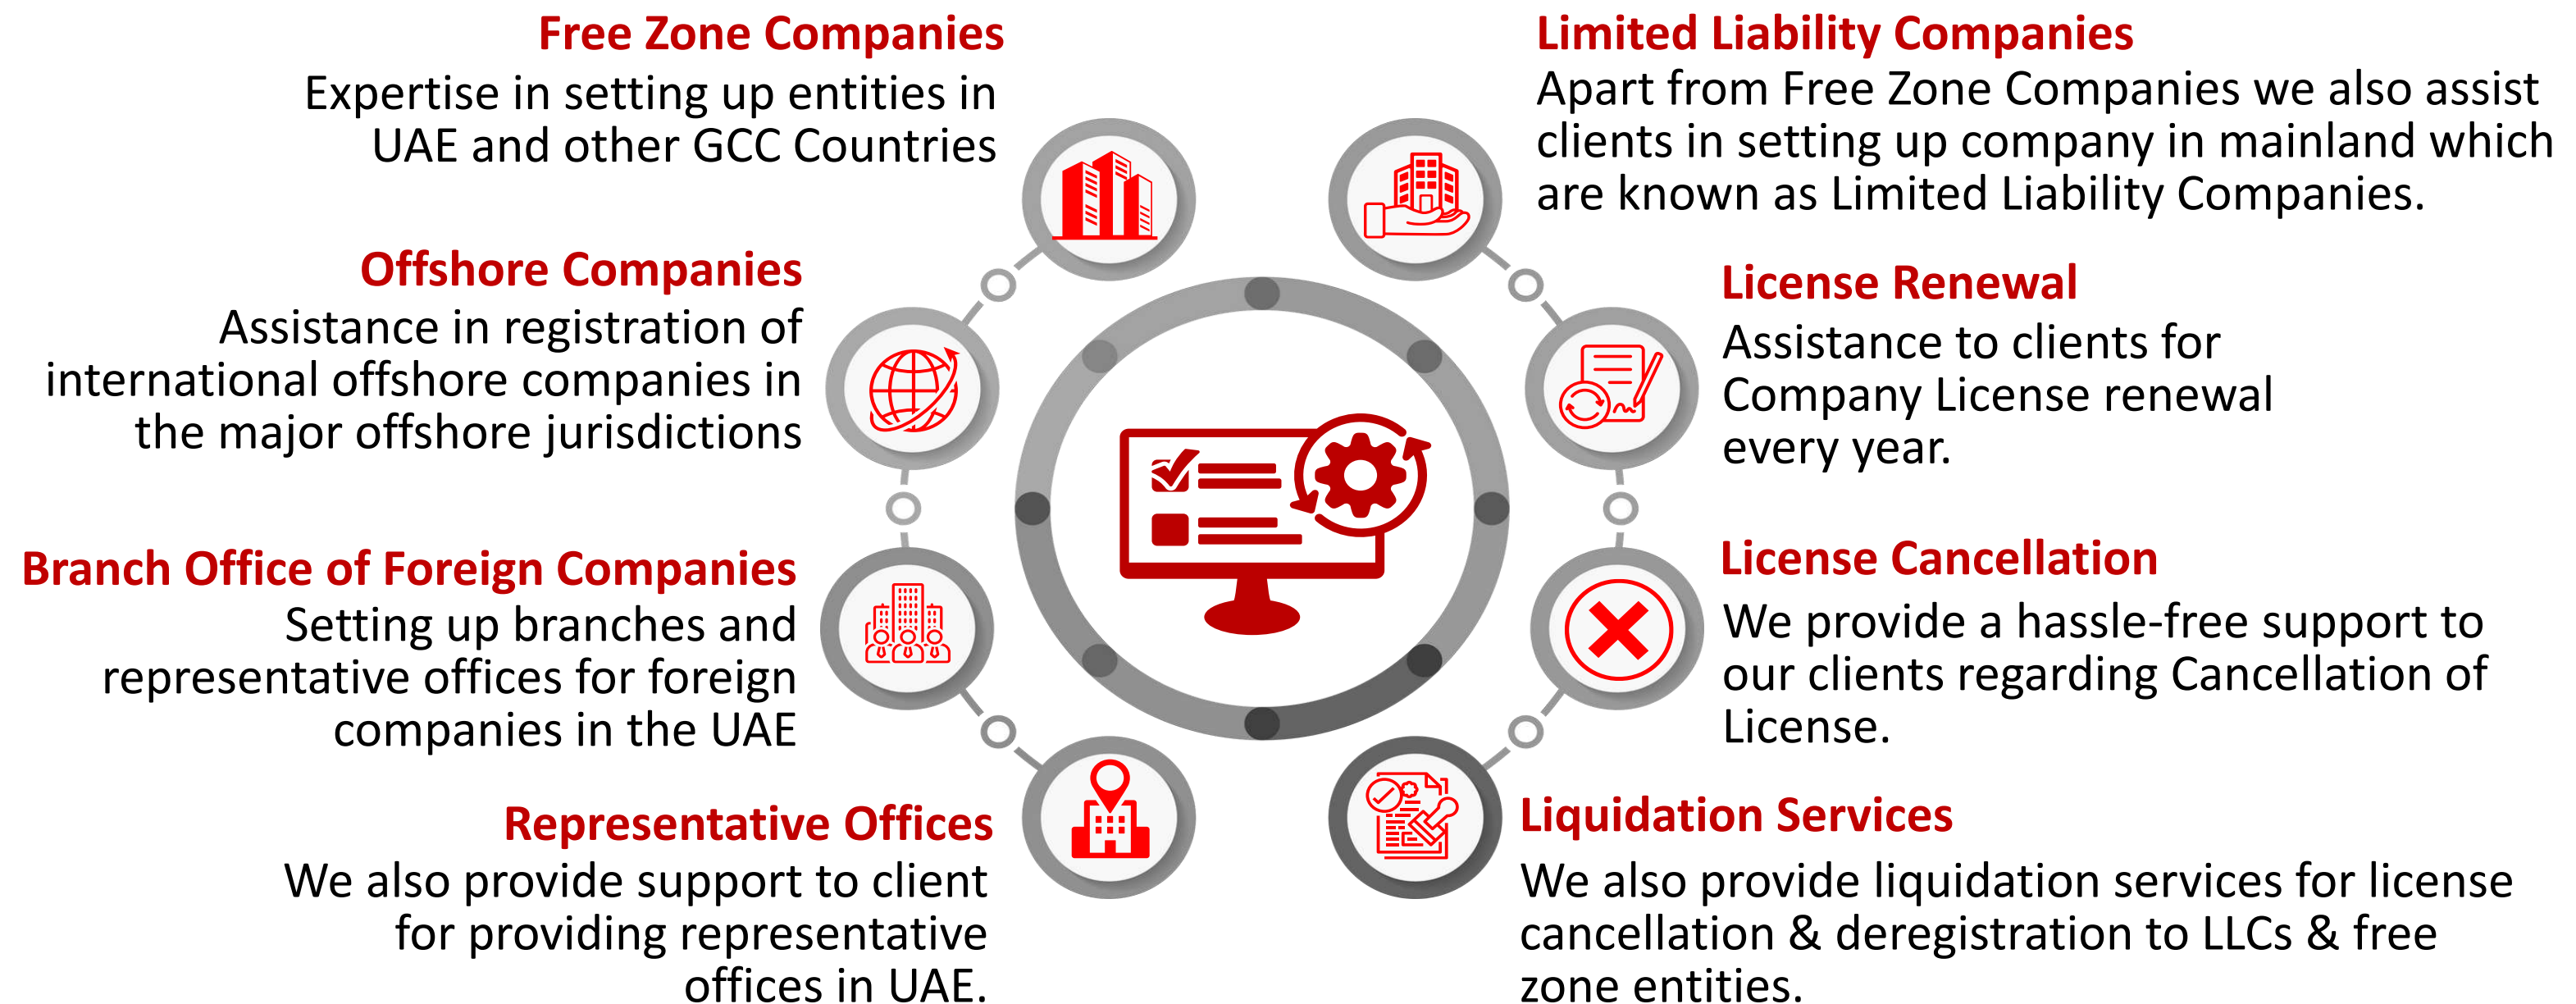 Free Zone Companies
Expertise in setting up entities in
UAE and other GCC Countries
Offshore Companies
Assistance in registration of
international offshore companies in
the major offshore jurisdictions
Branch Office of Foreign Companies
Setting up branches and
representative offices for foreign
companies in the UAE
Representative Offices
We also provide support to client
for providing representative
offices in UAE.
Limited Liability Companies
Apart from Free Zone Companies we also assist
clients in setting up company in mainland which
are known as Limited Liability Companies.
License Renewal
Assistance to clients for
Company License renewal
every year.
License Cancellation
We provide a hassle-free support to
our clients regarding Cancellation of
License.
Liquidation Services
We also provide liquidation services for license
cancellation & deregistration to LLCs & free
zone entities.